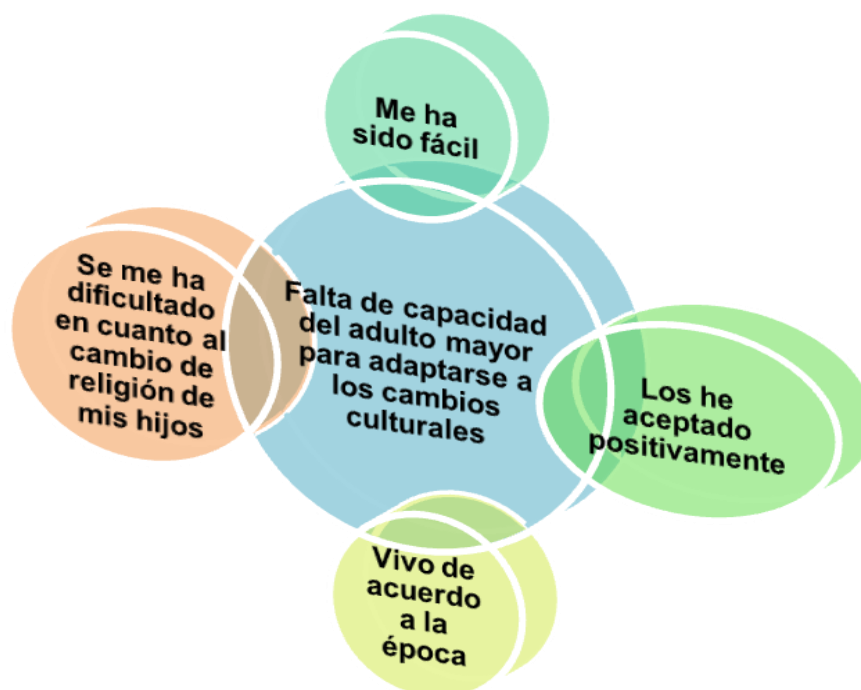 Me ha
sido fácil
Se me ha
dificultado
en cuanto al
cambio de
religión de
mis hijos
Falta de capacidad
del adulto mayor
para adaptarse a
los cambios
culturales
Los he
aceptado
positivamente
Vivo de
acuerdo
a la
época